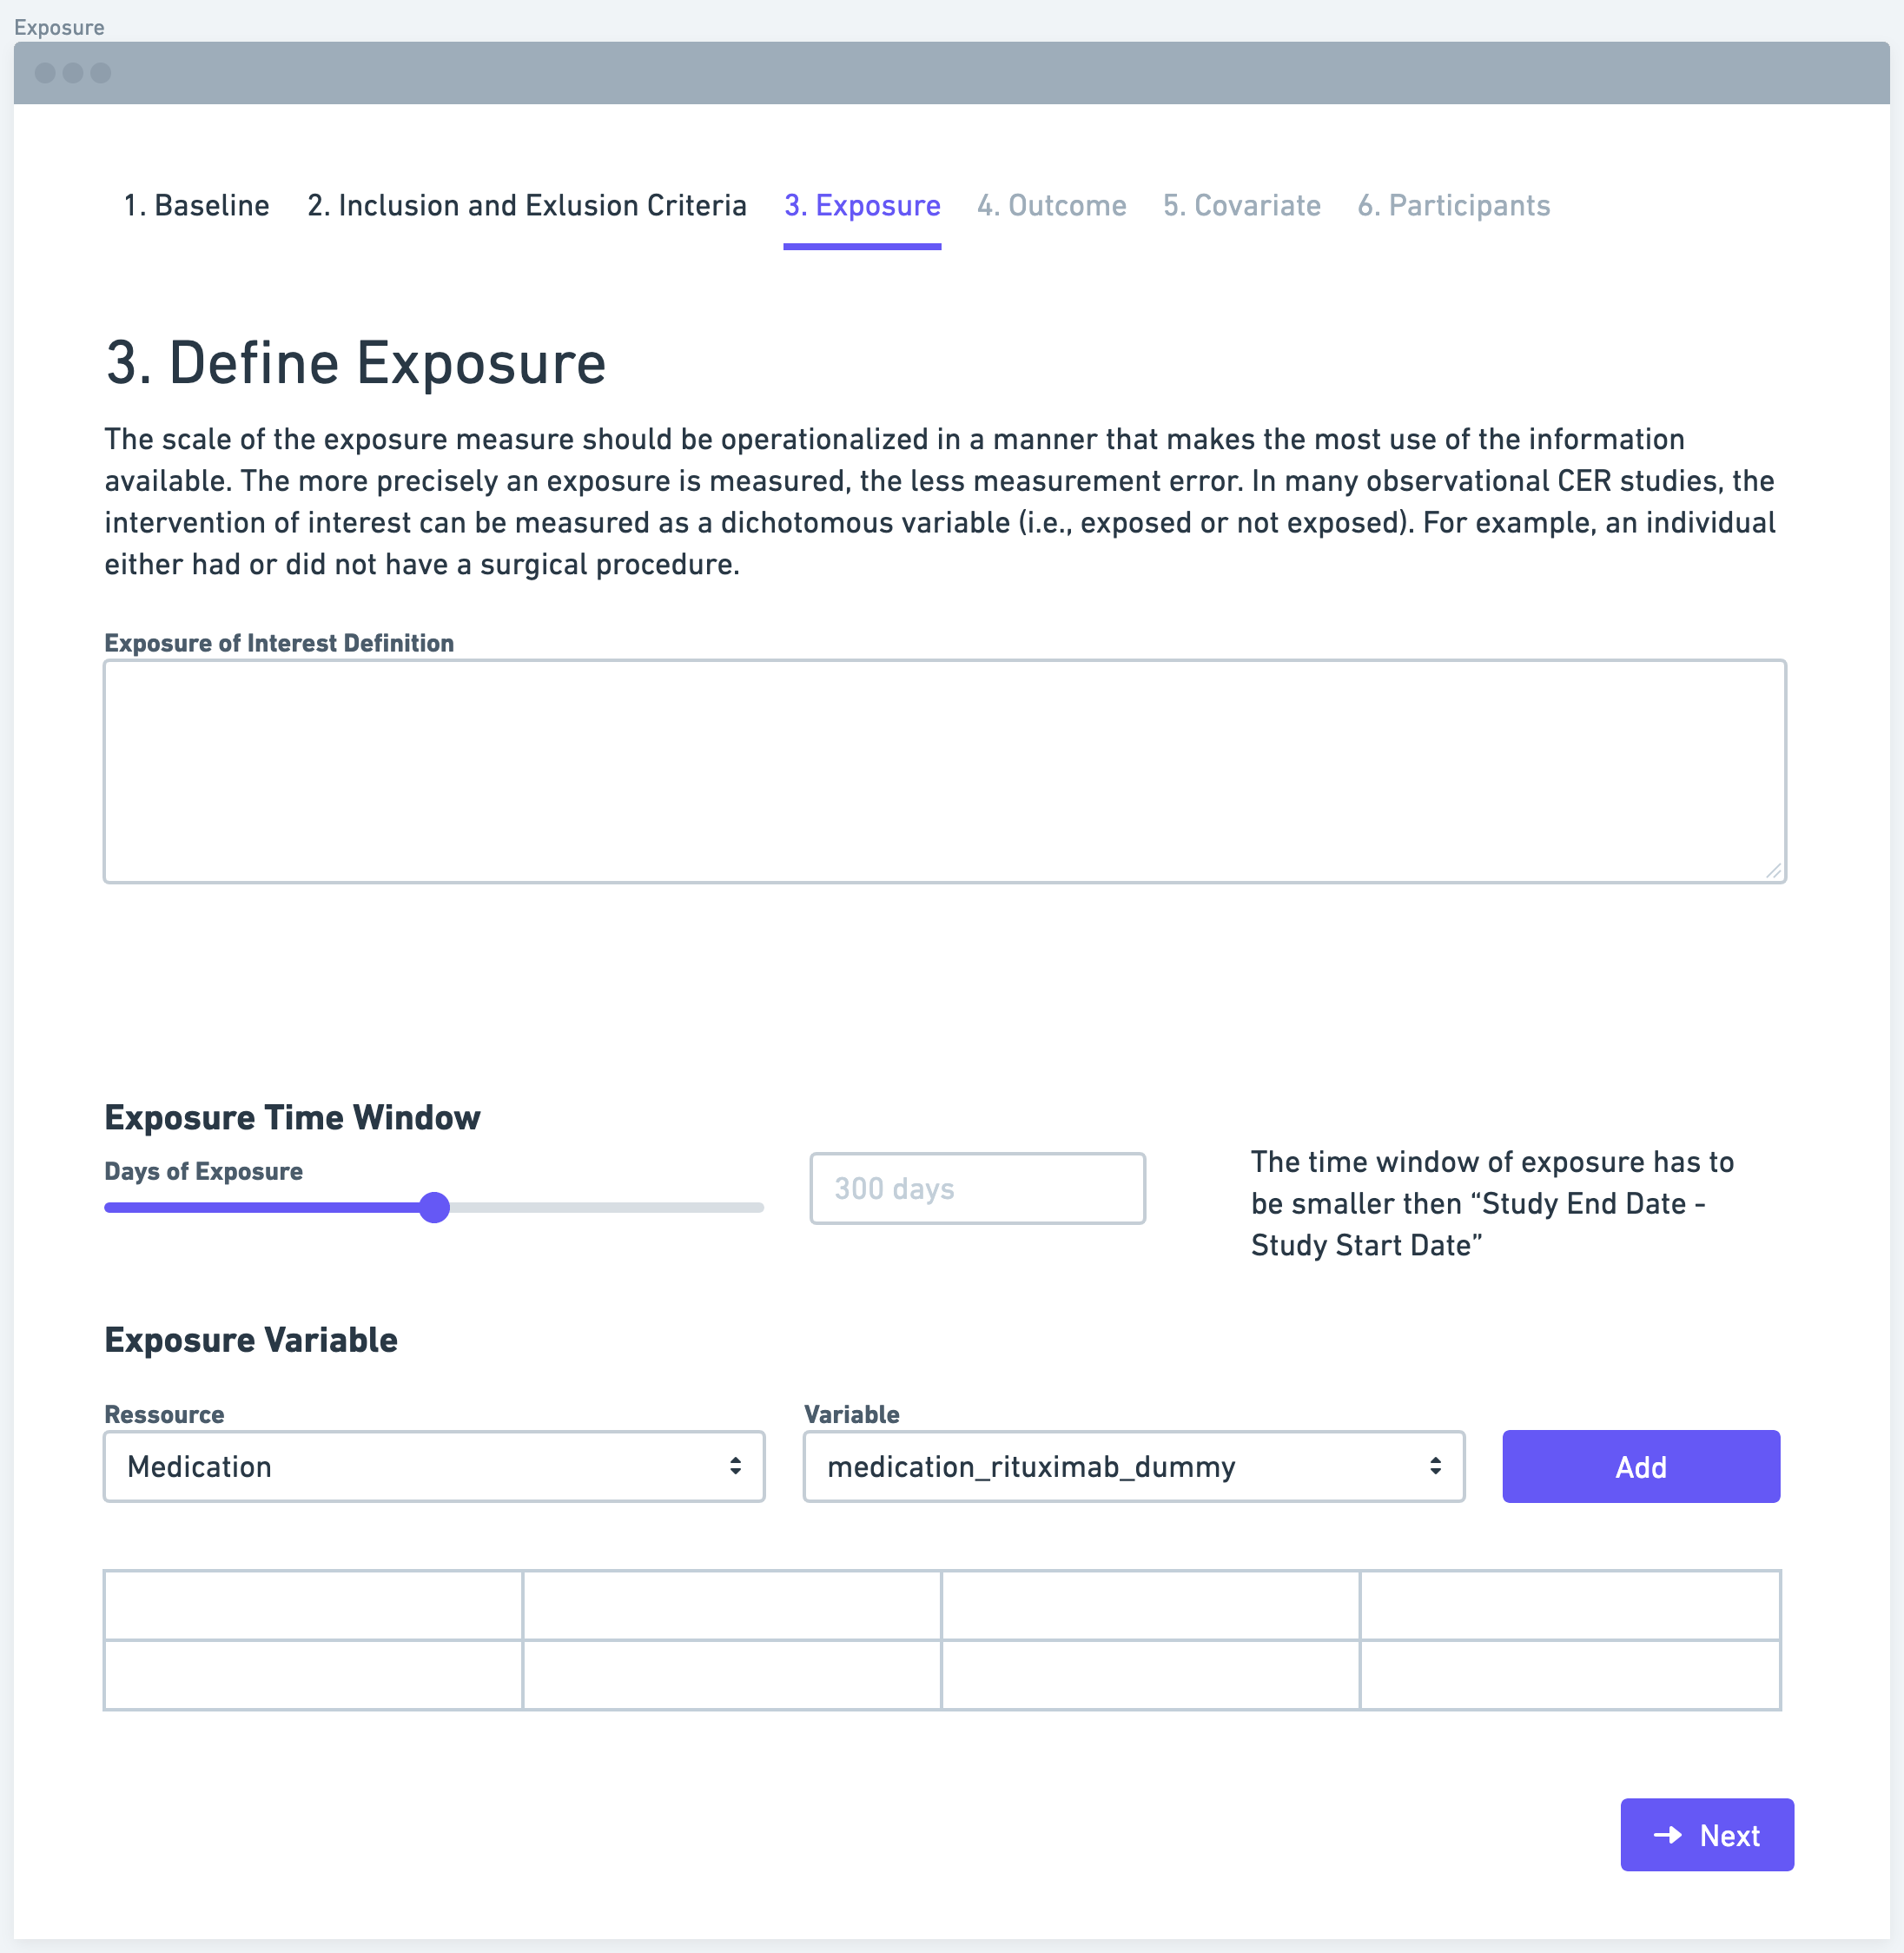 Exposure
1. Baseline 2. Inclusion and Exlusion Criteria 3. Exposure 4. Outcome 5. Covariate 6. Participants
3. Define Exposure
The scale of the exposure measure should be operationalized in a manner that makes the most use of the information
available. The more precisely an exposure is measured, the less measurement error. In many observational CER studies, the
intervention of interest can be measured as a dichotomous variable (i.e., exposed or not exposed). For example, an individual
either had or did not have a surgical procedure.
Exposure of Interest Definition
Exposure Time Window
Days of Exposure
300 days
The time window of exposure has to
be smaller then “Study End Date -
Study Start Date”
Exposure Variable
Ressource
Medication
Variable
medication_rituximab_dummy
Add
Next